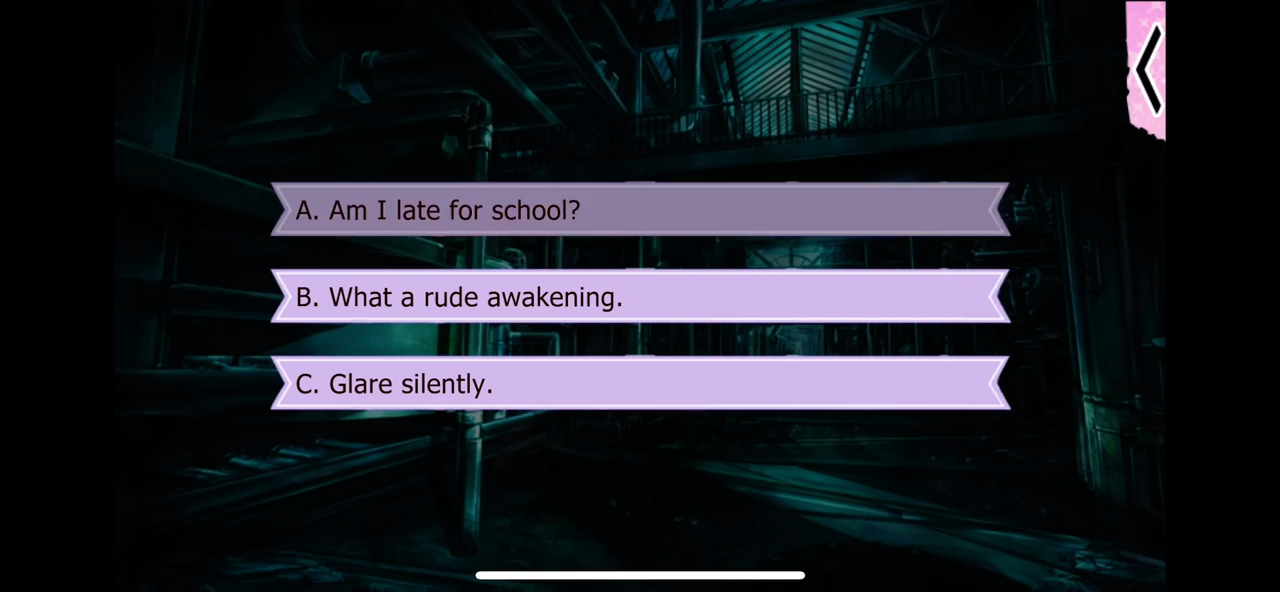 A. Am I late for school?
B. What a rude awakening.
C. Glare silently.